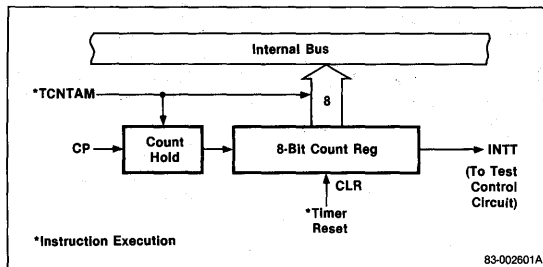 Internal Bus
*TCNTAM
8
CP
Count
Hold
8-Bit Count Reg
INTT
(To Test
Control
Circuit)
CLR
*Timer
Reset
*Instruction Execution
83-002601A